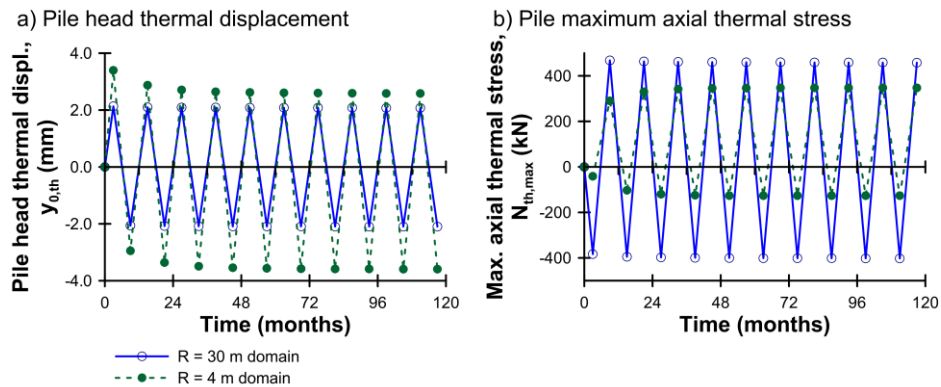 a) Pile head thermal displacement
Pile head thermal displ.,
y0,th (mm)
4.0
2.0
0.0
-2.0
-4.0
0 24 48 72 96 120
Time (months)
R = 30 m domain
R = 4 m domain
b) Pile maximum axial thermal stress
Max. axial thermal stress,
Nth,max (kN)
400
200
0
-200
-400
0 24 48 72 96 120
Time (months)